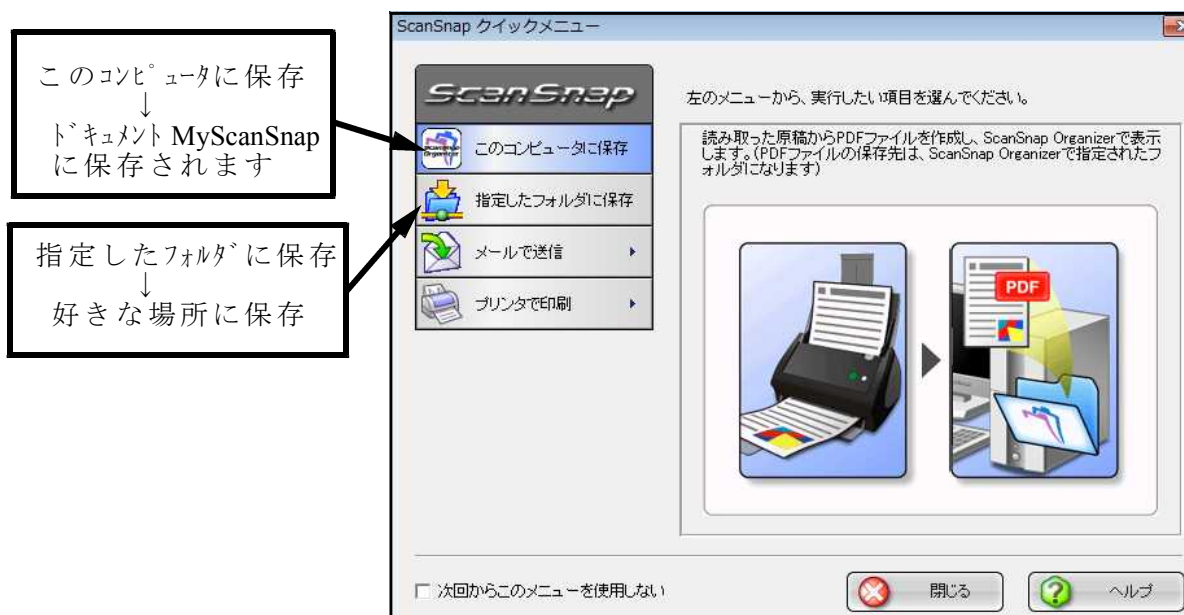 このｺﾝﾋﾟｭｰﾀに保存
↓
ﾄﾞｷｭﾒﾝﾄ MyScanSnap
に保存されます
指定したﾌｫﾙﾀﾞに保存
↓
好きな場所に保存
ScanSnap クイックメニュー
ScanSnap
このコンピュータに保存
指定したフォルダに保存
メールで送信
プリンタで印刷
左のメニューから、実行したい項目を選んでください。
読み取った原稿からPDFファイルを作成し、ScanSnap Organizerで表示
します。(PDFファイルの保存先は、ScanSnap Organizerで指定されたフ
ォルダになります)
PDF
次回からこのメニューを使用しない
閉じる
ヘルプ